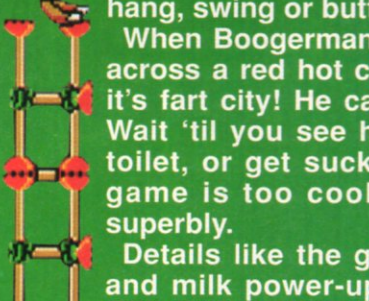 hang, swing or butt
When Boogerman
across a red hot c
it's fart city! He ca
Wait 'til you see h
toilet, or get suck
game is too cool
superbly.
Details like the g
and milk power-up